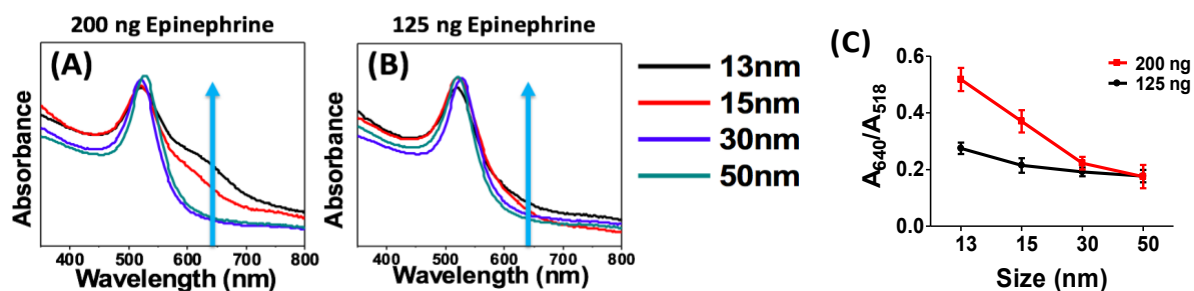 200 ng Epinephrine
(A)
Absorbance
400 500 600 700 800
Wavelength (nm)
125 ng Epinephrine
(B)
Absorbance
400 500 600 700 800
Wavelength (nm)
13nm
15nm
30nm
50nm
(C)
200 ng
125 ng
A640/A518
0.6
0.4
0.2
0.0
13 15 30 50
Size (nm)